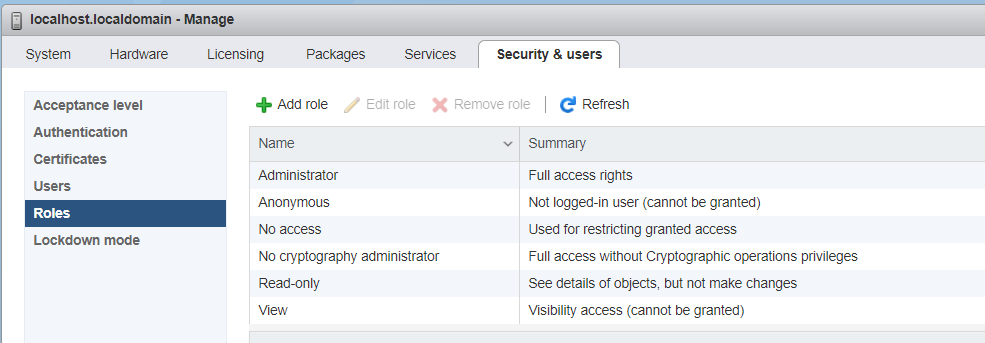 localhost.localdomain - Manage
System Hardware Licensing Packages Services Security & users
Acceptance level
Authentication
Certificates
Users
Roles
Lockdown mode
Add role Edit role Remove role Refresh
Name Summary
Administrator Full access rights
Anonymous Not logged-in user (cannot be granted)
No access Used for restricting granted access
No cryptography administrator Full access without Cryptographic operations privileges
Read-only See details of objects, but not make changes
View Visibility access (cannot be granted)